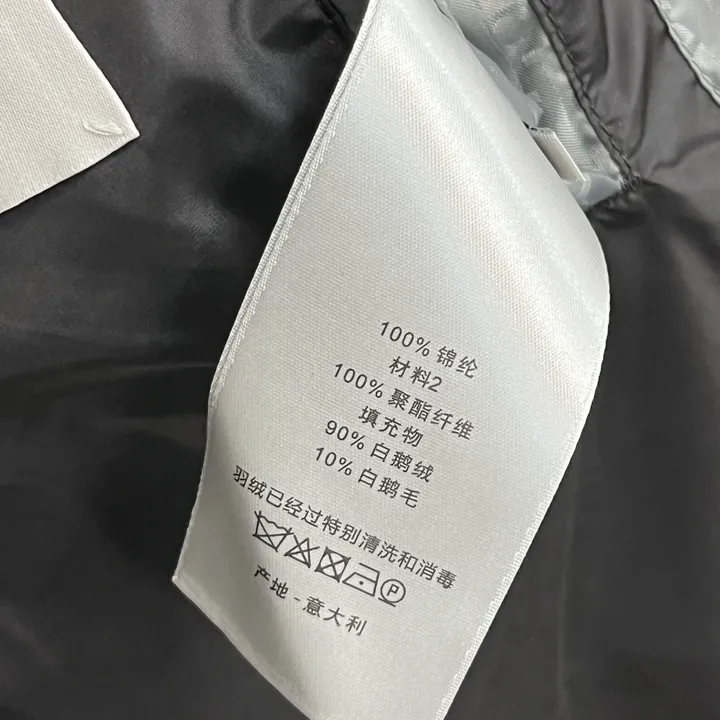 100% 锦纶
材料2
100% 聚酯纤维
填充物
90% 白鹅绒
10% 白鹅毛
羽绒已经过特别清洗和消毒
P
产地 - 意大利